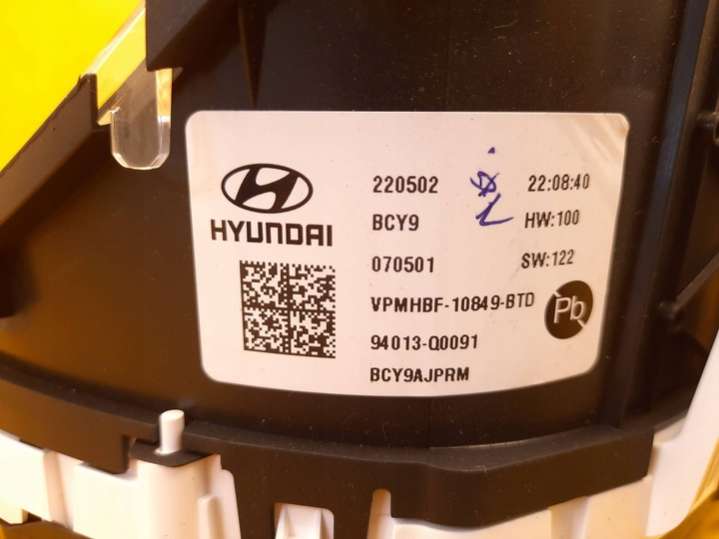 HYUNDAI
220502 22:08:40
BCY9 HW:100
070501 SW:122
VPMHBF-10849-BTD
Pb
94013-Q0091
BCY9AJPRM